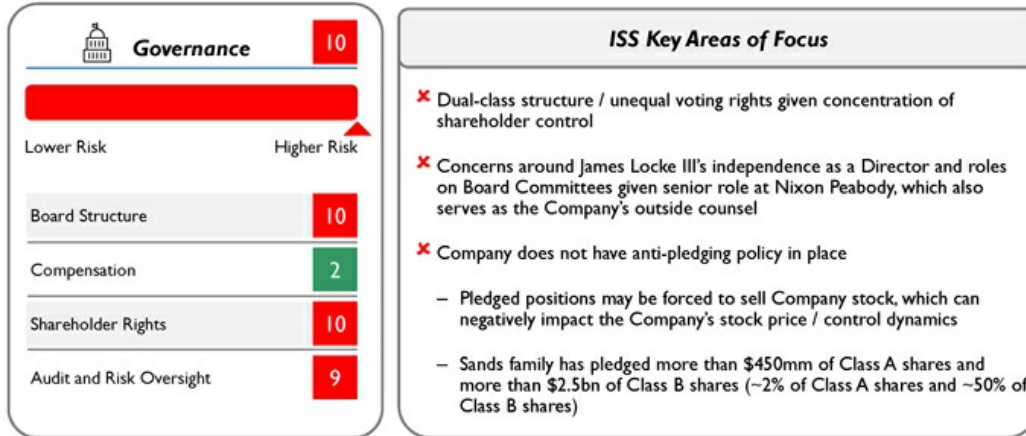 Governance
10
Lower Risk
Higher Risk
Board Structure
10
Compensation
2
Shareholder Rights
10
Audit and Risk Oversight
9
ISS Key Areas of Focus
✘ Dual-class structure / unequal voting rights given concentration of
shareholder control
✘ Concerns around James Locke III's independence as a Director and roles
on Board Committees given senior role at Nixon Peabody, which also
serves as the Company's outside counsel
✘ Company does not have anti-pledging policy in place
– Pledged positions may be forced to sell Company stock, which can
negatively impact the Company's stock price / control dynamics
– Sands family has pledged more than $450mm of Class A shares and
more than $2.5bn of Class B shares (~2% of Class A shares and ~50% of
Class B shares)